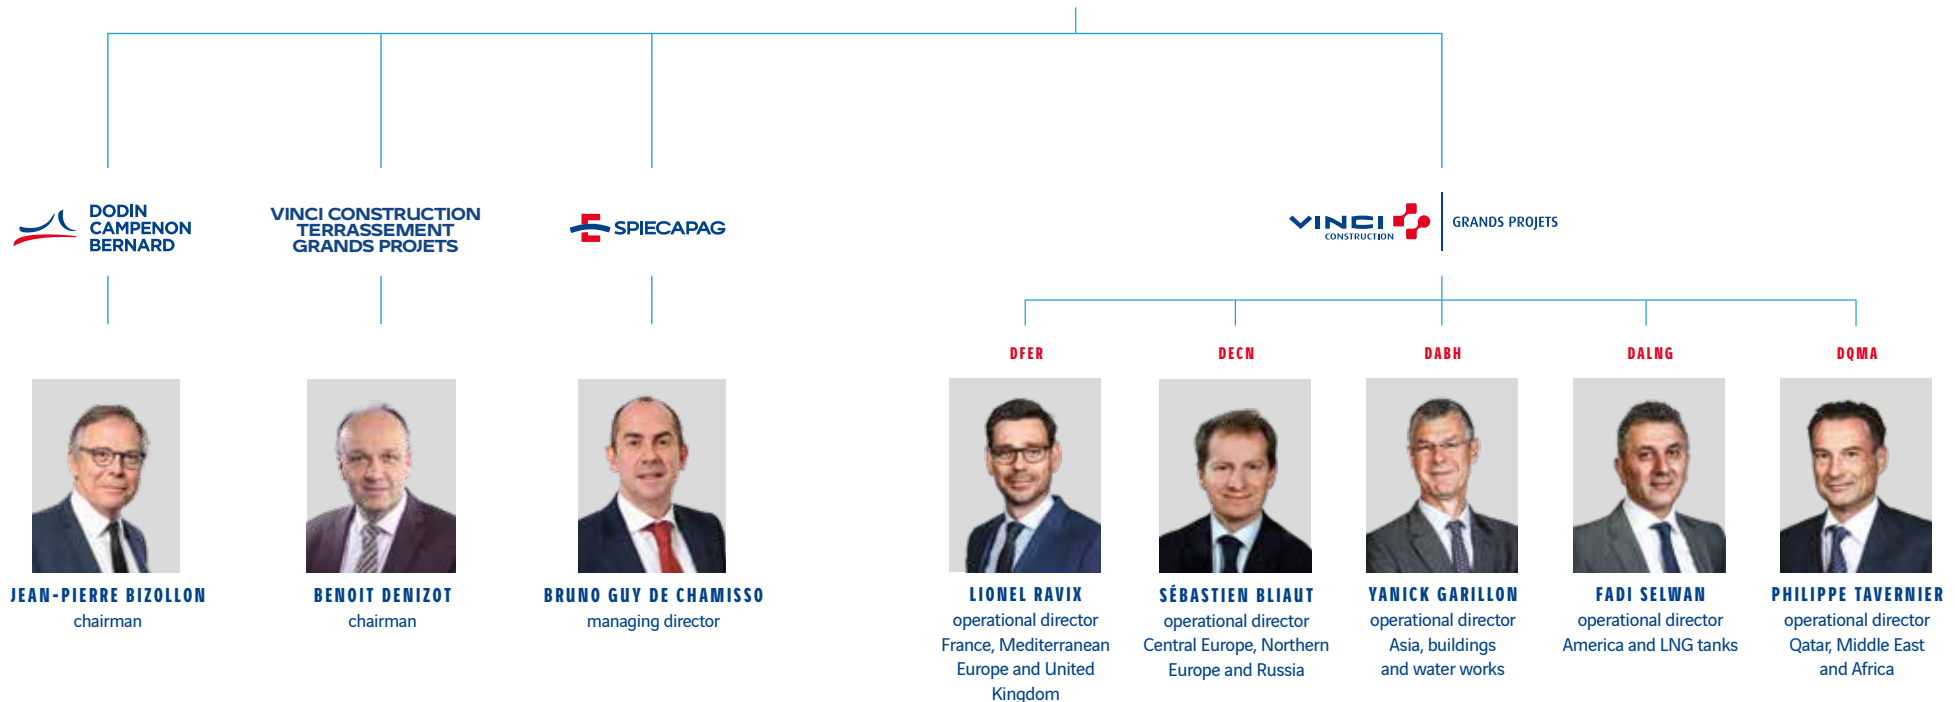 DODIN
CAMPENON
BERNARD
VINCI CONSTRUCTION
TERRASSEMENT
GRANDS PROJETS
SPIECAPAG
VINCI
CONSTRUCTION
GRANDS PROJETS
DFER
DECN
DABH
DALNG
DQMA
JEAN-PIERRE BIZOLLON
chairman
BENOIT DENIZOT
chairman
BRUNO GUY DE CHAMISSO
managing director
LIONEL RAVIX
operational director
France, Mediterranean
Europe and United
Kingdom
SÉBASTIEN BLIAUT
operational director
Central Europe, Northern
Europe and Russia
YANICK GARILLON
operational director
Asia, buildings
and water works
FADI SELWAN
operational director
America and LNG tanks
PHILIPPE TAVERNIER
operational director
Qatar, Middle East
and Africa